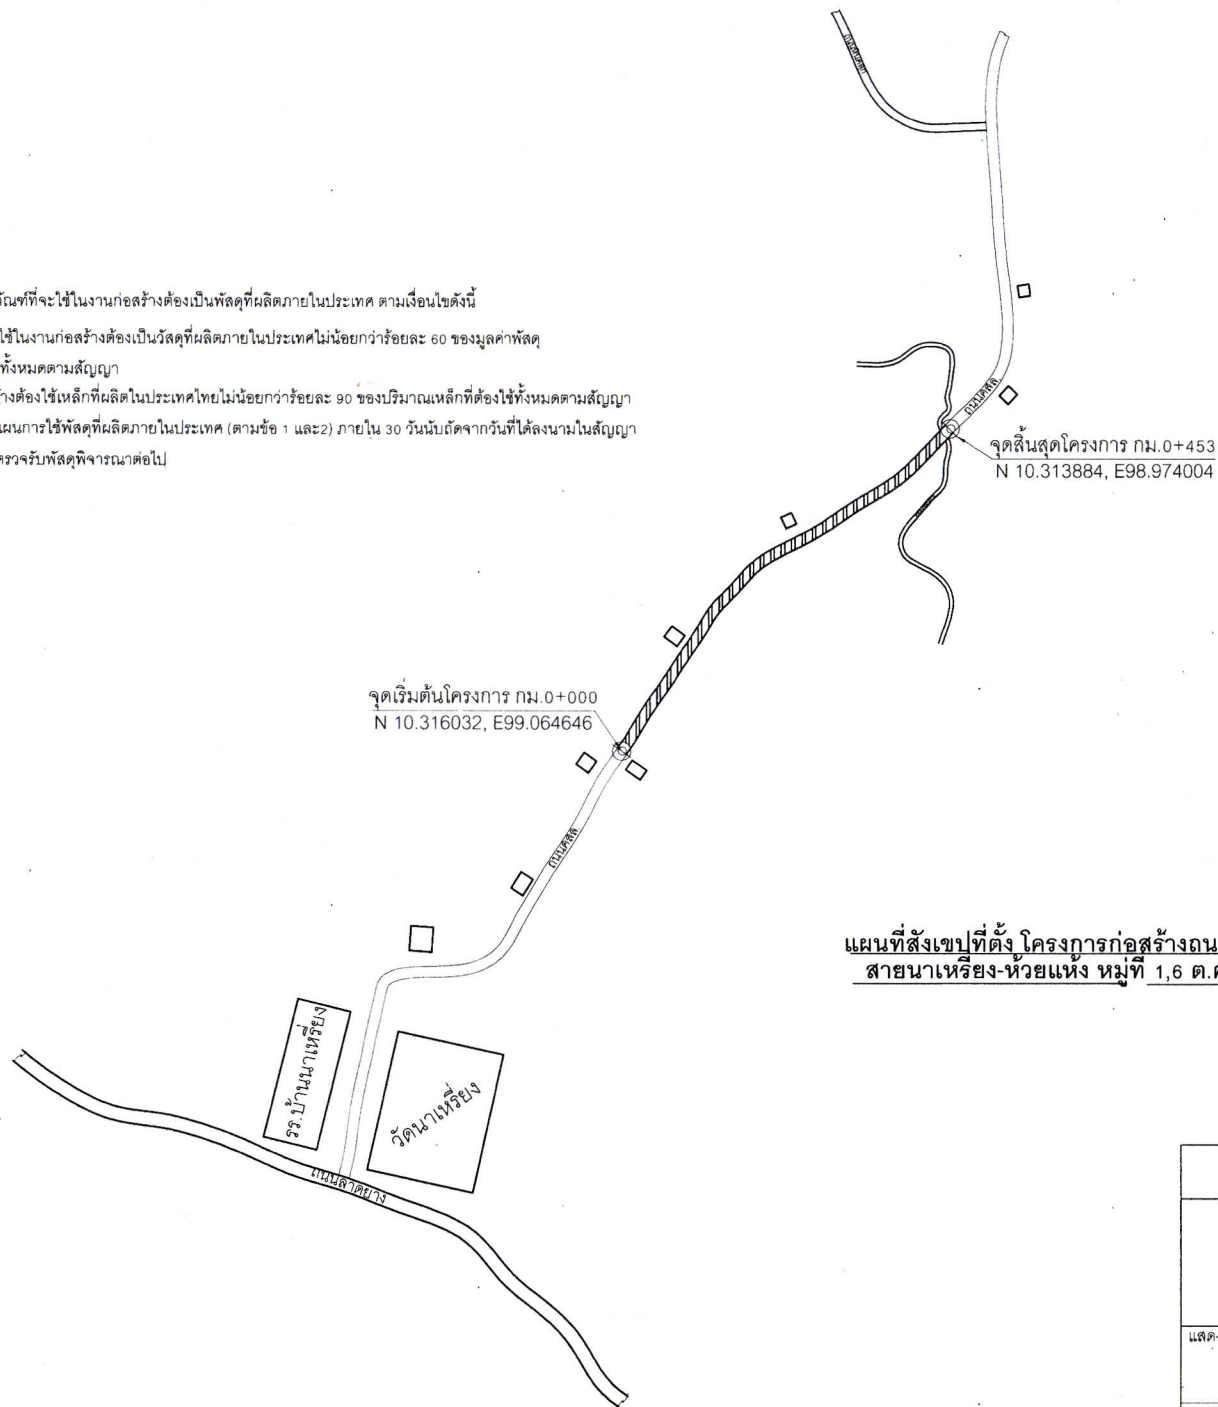 ถนนหินคลุก
ัณฑ์ที่จะใช้ในงานก่อสร้างต้องเป็นพัสดุที่ผลิตภายในประเทศ ตามเงื่อนไขดังนี้
ใช้ในงานก่อสร้างต้องเป็นวัสดุที่ผลิตภายในประเทศไม่น้อยกว่าร้อยละ 60 ของมูลค่าพัสดุ
ทั้งหมดตามสัญญา
างต้องใช้เหล็กที่ผลิตในประเทศไทยไม่น้อยกว่าร้อยละ 90 ของปริมาณเหล็กที่ต้องใช้ทั้งหมดตามสัญญา
แผนการใช้พัสดุที่ผลิตภายในประเทศ (ตามข้อ 1 และ2) ภายใน 30 วันนับถัดจากวันที่ได้ลงนามในสัญญา
ตรวจรับพัสดุพิจารณาต่อไป
ถนนคสล.
จุดสิ้นสุดโครงการ กม.0+453
N 10.313884, E98.974004
จุดเริ่มต้นโครงการ กม.0+000
N 10.316032, E99.064646
ถนนคสล.
แผนที่สังเขปที่ตั้ง โครงการก่อสร้างถน
สายนาเหรี่ยง-ห้วยแห้ง หมู่ที่ 1,6 ต.
รร.บ้านนาเหรี่ยง
วัดนาเหรี่ยง
ถนนลาดยาง
แสดง